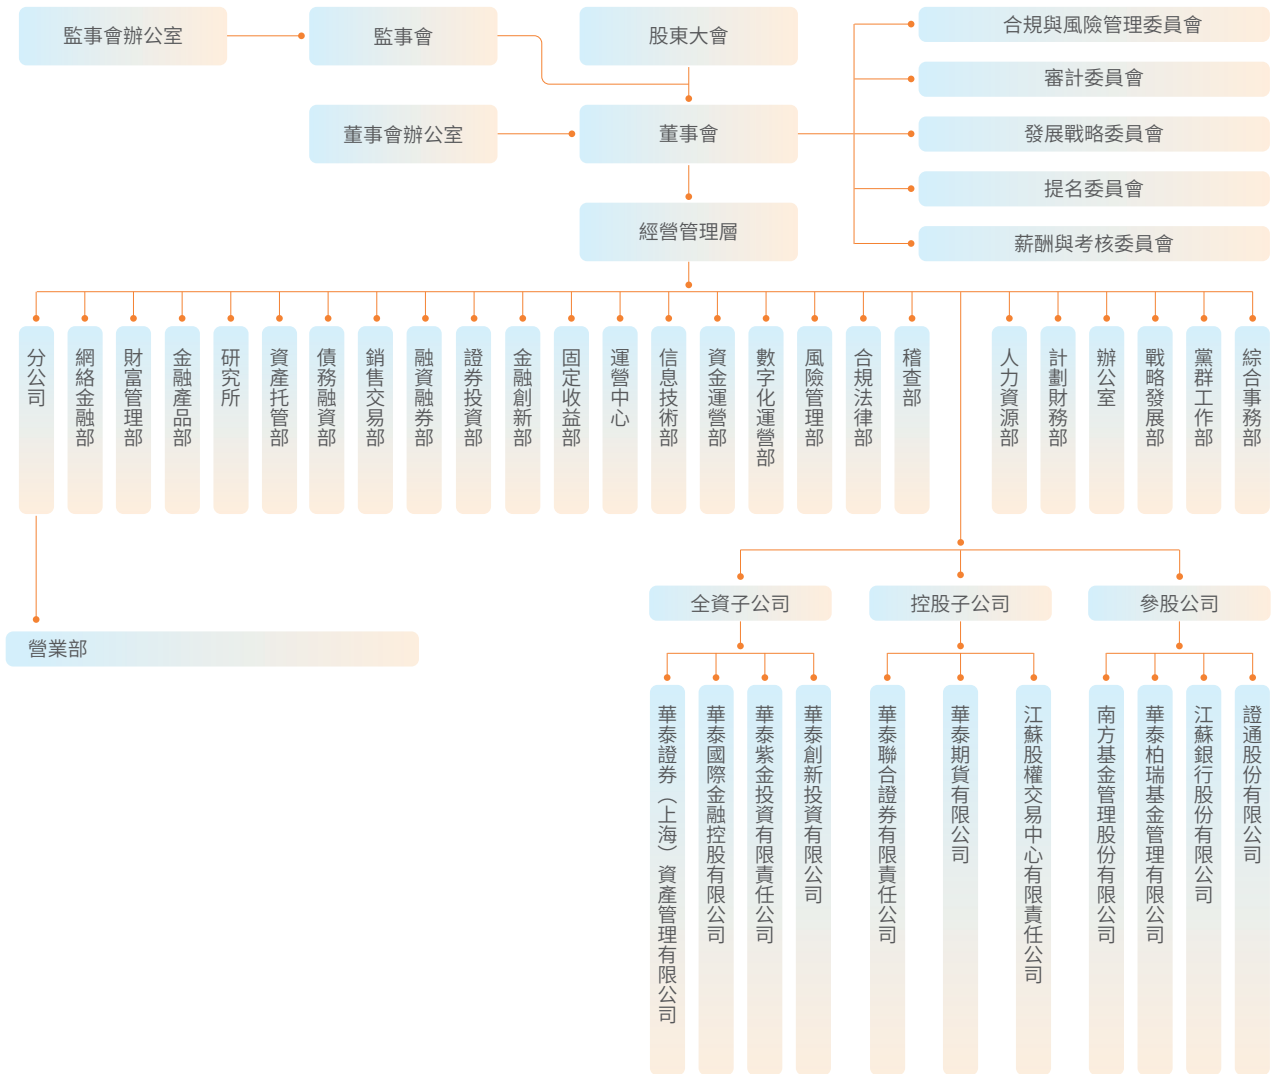 監事會辦公室
監事會
股東大會
合規與風險管理委員會
審計委員會
董事會辦公室
董事會
發展戰略委員會
提名委員會
經營管理層
薪酬與考核委員會
分公司
網絡金融部
財富管理部
金融產品部
研究所
資產托管部
債務融資部
銷售交易部
融資融券部
證券投資部
金融創新部
固定收益部
運營中心
信息技術部
資金運營部
數字化運營部
風險管理部
合規法律部
稽查部
人力資源部
計劃財務部
辦公室
戰略發展部
黨群工作部
綜合事務部
全資子公司
控股子公司
參股公司
營業部
華泰證券（上海）資產管理有限公司
華泰國際金融控股有限公司
華泰紫金投資有限責任公司
華泰創新投資有限公司
華泰聯合證券有限責任公司
華泰期貨有限公司
江蘇股權交易中心有限責任公司
南方基金管理股份有限公司
華泰柏瑞基金管理有限公司
江蘇銀行股份有限公司
證通股份有限公司